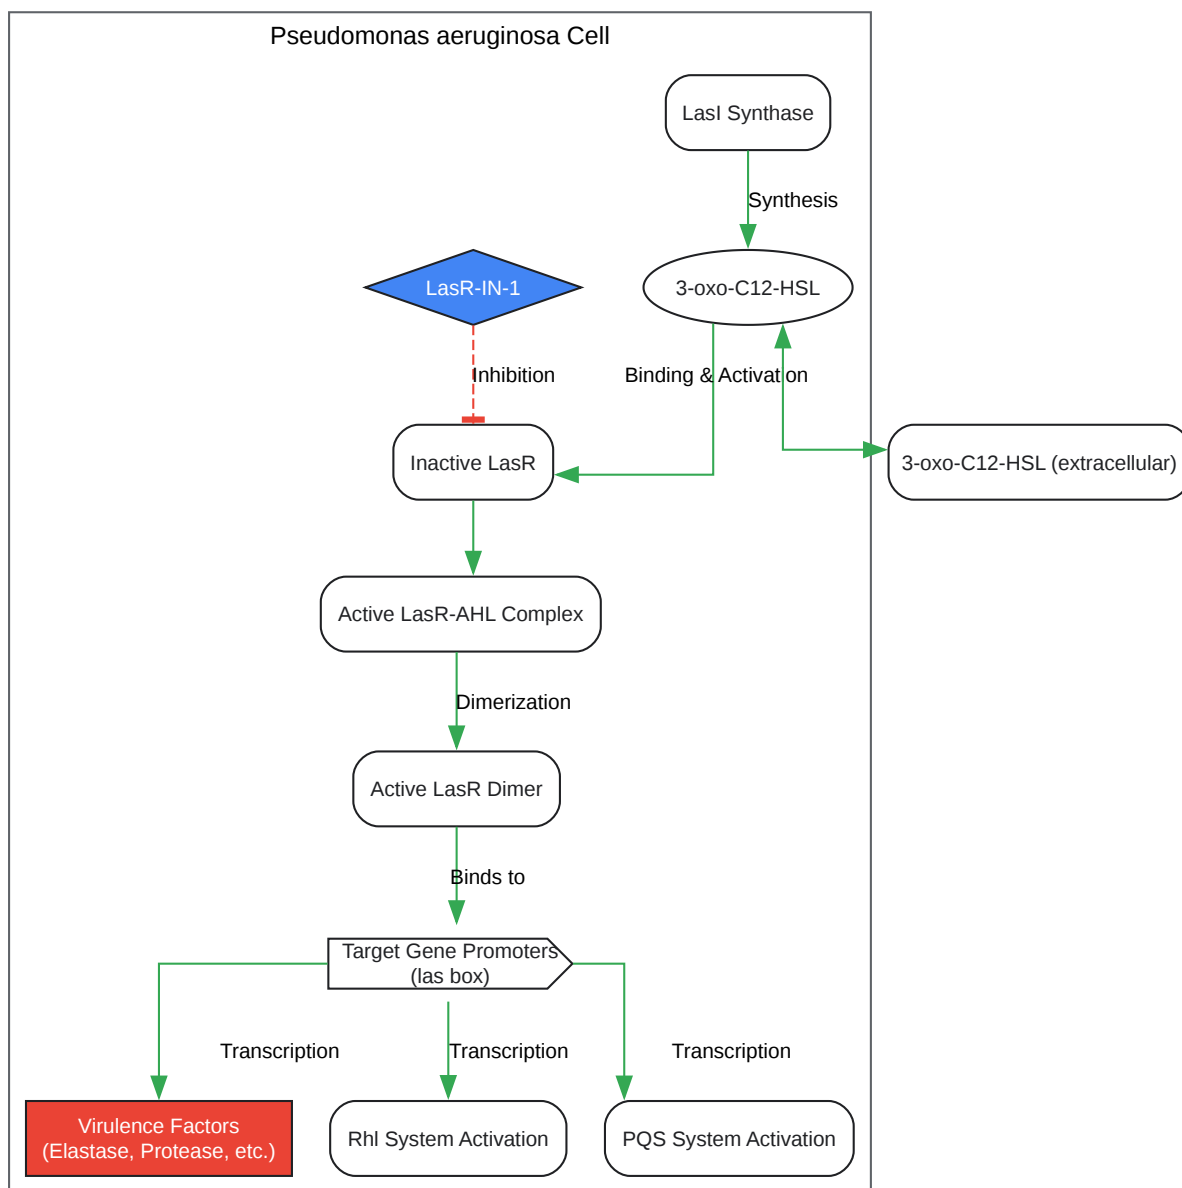 Pseudomonas aeruginosa Cell
LasI Synthase
Synthesis
LasR-IN-1
3-oxo-C12-HSL
Inhibition
Binding & Activation
Inactive LasR
3-oxo-C12-HSL (extracellular)
Active LasR-AHL Complex
Dimerization
Active LasR Dimer
Binds to
Target Gene Promoters
(las box)
Transcription
Transcription
Transcription
Virulence Factors
(Elastase, Protease, etc.)
Rhl System Activation
PQS System Activation